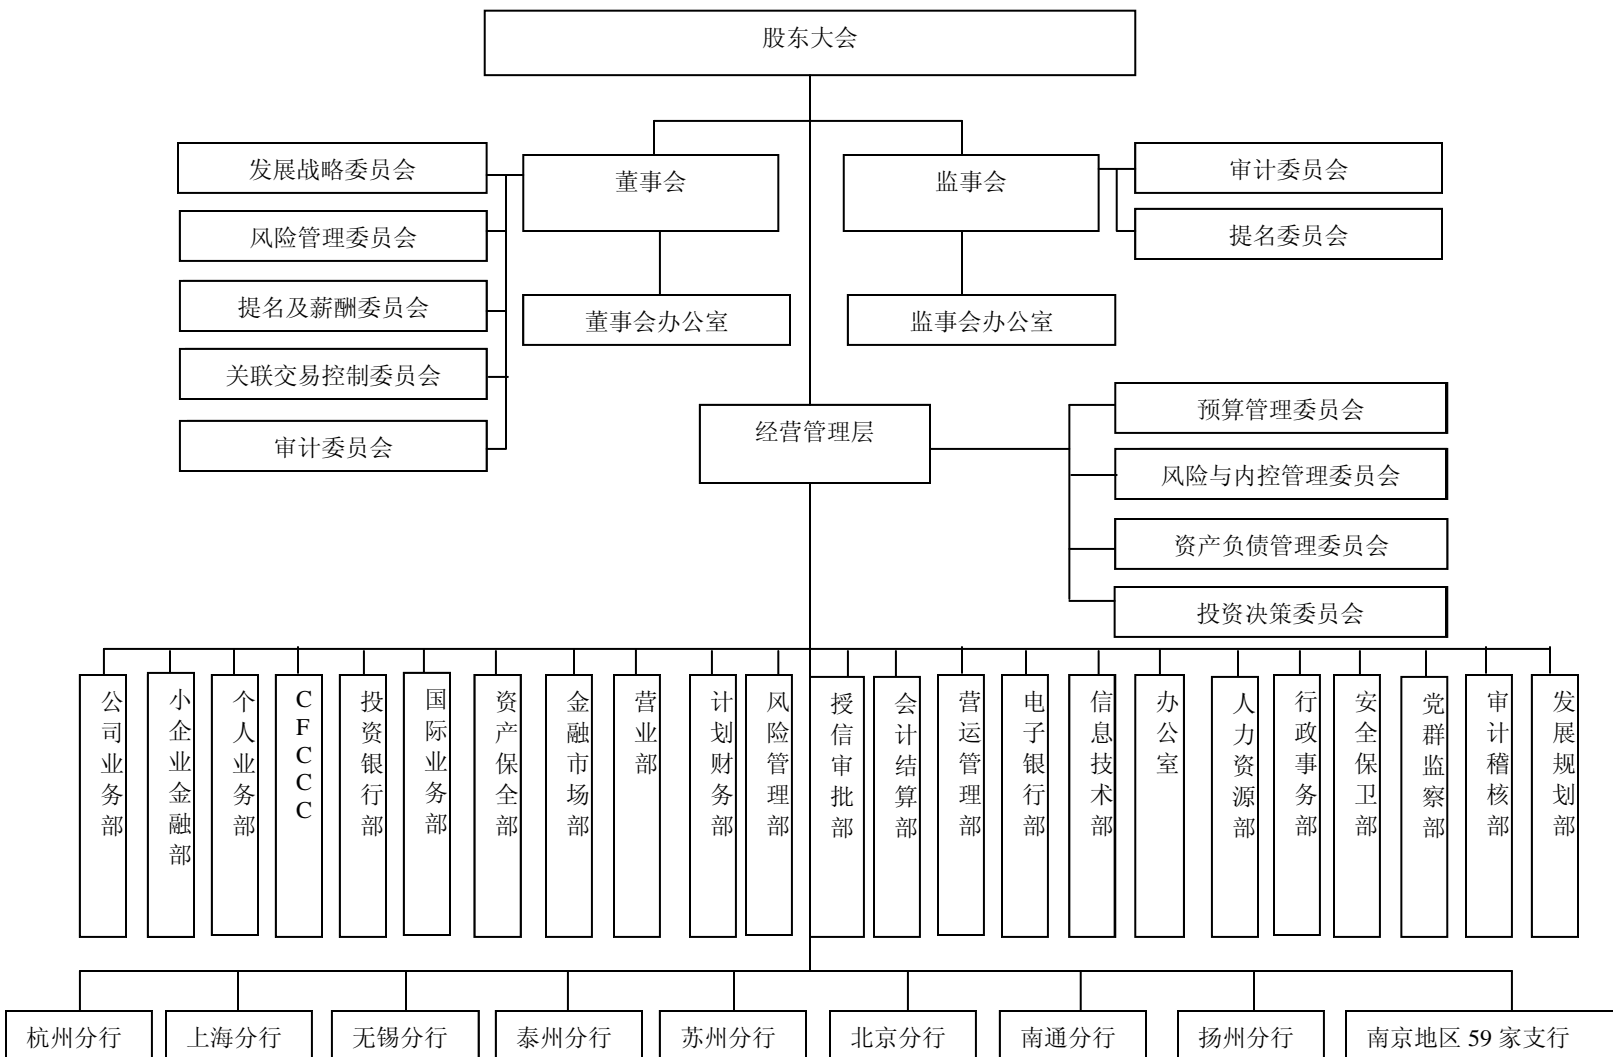 股东大会
发展战略委员会
董事会
监事会
审计委员会
风险管理委员会
提名委员会
提名及薪酬委员会
董事会办公室
监事会办公室
关联交易控制委员会
审计委员会
经营管理层
预算管理委员会
风险与内控管理委员会
资产负债管理委员会
投资决策委员会
公司业务部
小企业金融部
个人业务部
CFCCC
投资银行部
国际业务部
资产保全部
金融市场部
营业部
计划财务部
风险管理部
授信审批部
会计结算部
营运管理部
电子银行部
信息技术部
办公室
人力资源部
行政事务部
安全保卫部
党群监察部
审计稽核部
发展规划部
杭州分行
上海分行
无锡分行
泰州分行
苏州分行
北京分行
南通分行
扬州分行
南京地区 59 家支行